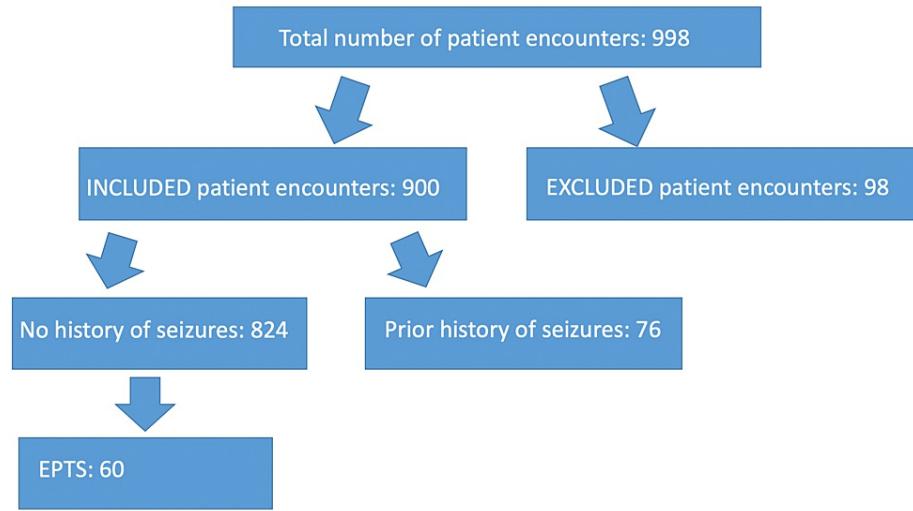 Total number of patient encounters: 998
INCLUDED patient encounters: 900
EXCLUDED patient encounters: 98
No history of seizures: 824
Prior history of seizures: 76
EPTS: 60